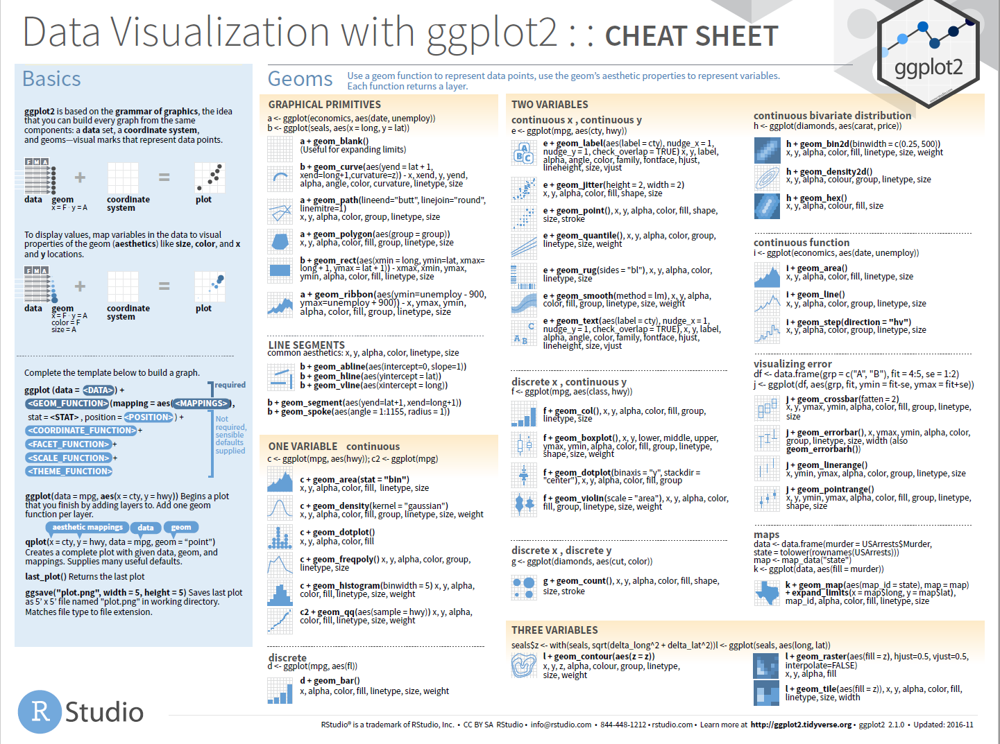 Data Visualization with ggplot2 : : CHEAT SHEET
ggplot2
www.rstudio.com
Basics
ggplot2 is based on the grammar of graphics, the idea
that you can build every graph from the same
components: a data set, a coordinate system,
and geoms—visual marks that represent data points.
F M A
+
=
data
geom
x = F · y = A
coordinate
system
plot
To display values, map variables in the data to visual
properties of the geom (aesthetics) like size, color, and x
and y locations.
F M A
+
=
data
geom
x = F · y = A
color = F
size = A
coordinate
system
plot
Complete the template below to build a graph.
required
ggplot (data = <DATA>) +
<GEOM_FUNCTION>(mapping = aes(<MAPPINGS>),
stat = <STAT> , position = <POSITION>) +
<COORDINATE_FUNCTION> +
<FACET_FUNCTION> +
<SCALE_FUNCTION> +
<THEME_FUNCTION>
Not
required,
sensible
defaults
supplied
ggplot(data = mpg, aes(x = cty, y = hwy)) Begins a plot
that you finish by adding layers to. Add one geom
function per layer.
aesthetic mappings data geom
qplot(x = cty, y = hwy, data = mpg, geom = “point")
Creates a complete plot with given data, geom, and
mappings. Supplies many useful defaults.
last_plot() Returns the last plot
ggsave("plot.png", width = 5, height = 5) Saves last plot
as 5’ x 5’ file named "plot.png" in working directory.
Matches file type to file extension.
Geoms
Use a geom function to represent data points, use the geom’s aesthetic properties to represent variables.
Each function returns a layer.
GRAPHICAL PRIMITIVES
a <- ggplot(economics, aes(date, unemploy))
b <- ggplot(seals, aes(x = long, y = lat))
a + geom_blank()
(Useful for expanding limits)
b + geom_curve(aes(yend = lat + 1,
xend=long+1,curvature=z)) - x, xend, y, yend,
alpha, angle, color, curvature, linetype, size
a + geom_path(lineend="butt", linejoin="round",
linemitre=1)
x, y, alpha, color, group, linetype, size
a + geom_polygon(aes(group = group))
x, y, alpha, color, fill, group, linetype, size
b + geom_rect(aes(xmin = long, ymin=lat, xmax=
long + 1, ymax = lat + 1)) - xmax, xmin, ymax,
ymin, alpha, color, fill, linetype, size
a + geom_ribbon(aes(ymin=unemploy - 900,
ymax=unemploy + 900)) - x, ymax, ymin,
alpha, color, fill, group, linetype, size
LINE SEGMENTS
common aesthetics: x, y, alpha, color, linetype, size
b + geom_abline(aes(intercept=0, slope=1))
b + geom_hline(aes(yintercept = lat))
b + geom_vline(aes(xintercept = long))
b + geom_segment(aes(yend=lat+1, xend=long+1))
b + geom_spoke(aes(angle = 1:1155, radius = 1))
ONE VARIABLE continuous
c <- ggplot(mpg, aes(hwy)); c2 <- ggplot(mpg)
c + geom_area(stat = "bin")
x, y, alpha, color, fill, linetype, size
c + geom_density(kernel = "gaussian")
x, y, alpha, color, fill, group, linetype, size, weight
c + geom_dotplot()
x, y, alpha, color, fill
c + geom_freqpoly() x, y, alpha, color, group,
linetype, size
c + geom_histogram(binwidth = 5) x, y, alpha,
color, fill, linetype, size, weight
c2 + geom_qq(aes(sample = hwy)) x, y, alpha,
color, fill, linetype, size, weight
discrete
d <- ggplot(mpg, aes(fl))
d + geom_bar()
x, alpha, color, fill, linetype, size, weight
TWO VARIABLES
continuous x , continuous y
e <- ggplot(mpg, aes(cty, hwy))
A
B C
e + geom_label(aes(label = cty), nudge_x = 1,
nudge_y = 1, check_overlap = TRUE) x, y, label,
alpha, angle, color, family, fontface, hjust,
lineheight, size, vjust
e + geom_jitter(height = 2, width = 2)
x, y, alpha, color, fill, shape, size
e + geom_point(), x, y, alpha, color, fill, shape,
size, stroke
e + geom_quantile(), x, y, alpha, color, group,
linetype, size, weight
e + geom_rug(sides = "bl"), x, y, alpha, color,
linetype, size
e + geom_smooth(method = lm), x, y, alpha,
color, fill, group, linetype, size, weight
C
A B
e + geom_text(aes(label = cty), nudge_x = 1,
nudge_y = 1, check_overlap = TRUE), x, y, label,
alpha, angle, color, family, fontface, hjust,
lineheight, size, vjust
discrete x , continuous y
f <- ggplot(mpg, aes(class, hwy))
f + geom_col(), x, y, alpha, color, fill, group,
linetype, size
f + geom_boxplot(), x, y, lower, middle, upper,
ymax, ymin, alpha, color, fill, group, linetype,
shape, size, weight
f + geom_dotplot(binaxis = "y", stackdir =
"center"), x, y, alpha, color, fill, group
f + geom_violin(scale = "area"), x, y, alpha, color,
fill, group, linetype, size, weight
discrete x , discrete y
g <- ggplot(diamonds, aes(cut, color))
g + geom_count(), x, y, alpha, color, fill, shape,
size, stroke
continuous bivariate distribution
h <- ggplot(diamonds, aes(carat, price))
h + geom_bin2d(binwidth = c(0.25, 500))
x, y, alpha, color, fill, linetype, size, weight
h + geom_density2d()
x, y, alpha, colour, group, linetype, size
h + geom_hex()
x, y, alpha, colour, fill, size
continuous function
i <- ggplot(economics, aes(date, unemploy))
i + geom_area()
x, y, alpha, color, fill, linetype, size
i + geom_line()
x, y, alpha, color, group, linetype, size
i + geom_step(direction = "hv")
x, y, alpha, color, group, linetype, size
visualizing error
df <- data.frame(grp = c("A", "B"), fit = 4:5, se = 1:2)
j <- ggplot(df, aes(grp, fit, ymin = fit-se, ymax = fit+se))
j + geom_crossbar(fatten = 2)
x, y, ymax, ymin, alpha, color, fill, group, linetype,
size
j + geom_errorbar(), x, ymax, ymin, alpha, color,
group, linetype, size, width (also
geom_errorbarh())
j + geom_linerange()
x, ymin, ymax, alpha, color, group, linetype, size
j + geom_pointrange()
x, y, ymin, ymax, alpha, color, fill, group, linetype,
shape, size
maps
data <- data.frame(murder = USArrests$Murder,
state = tolower(rownames(USArrests)))
map <- map_data("state")
k <- ggplot(data, aes(fill = murder))
k + geom_map(aes(map_id = state), map = map)
+ expand_limits(x = map$long, y = map$lat),
map_id, alpha, color, fill, linetype, size
THREE VARIABLES
seals$z <- with(seals, sqrt(delta_long^2 + delta_lat^2))l <- ggplot(seals, aes(long, lat))
l + geom_contour(aes(z = z))
x, y, z, alpha, colour, group, linetype,
size, weight
l + geom_raster(aes(fill = z), hjust=0.5, vjust=0.5,
interpolate=FALSE)
x, y, alpha, fill
l + geom_tile(aes(fill = z)), x, y, alpha, color, fill,
linetype, size, width
R Studio
RStudio® is a trademark of RStudio, Inc. • CC BY SA RStudio • info@rstudio.com • 844-448-1212 • rstudio.com • Learn more at http://ggplot2.tidyverse.org • ggplot2 2.1.0 • Updated: 2016-11